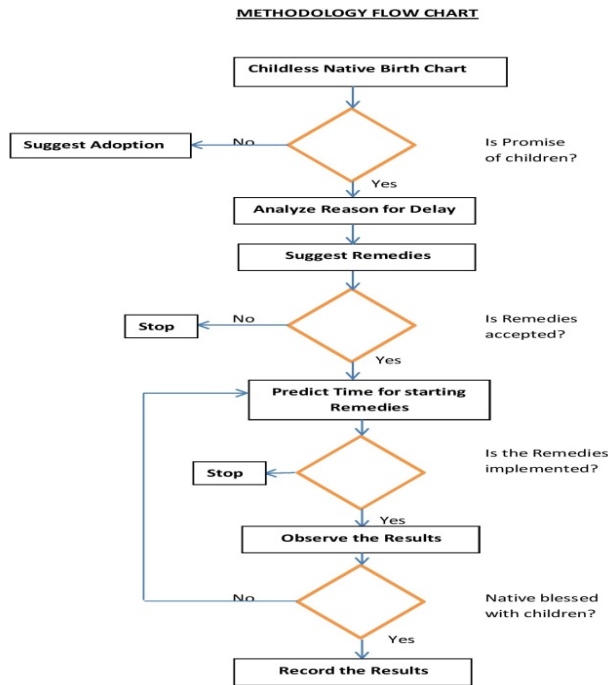 METHODOLOGY FLOW CHART
Childless Native Birth Chart
Suggest Adoption
No
Is Promise
of children?
Yes
Analyze Reason for Delay
Suggest Remedies
Stop
No
Is Remedies
accepted?
Yes
Predict Time for starting
Remedies
Stop
Is the Remedies
implemented?
Yes
Observe the Results
No
Native blessed
with children?
Yes
Record the Results